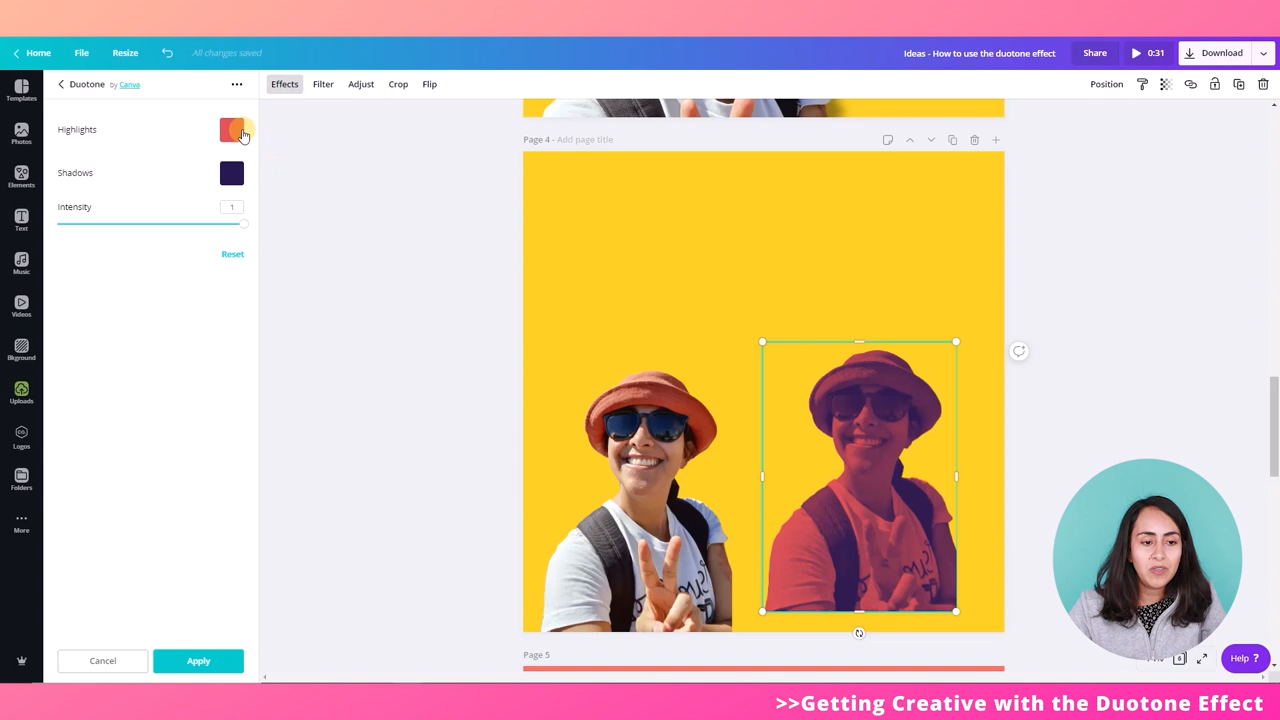 Home
File
Resize
All changes saved
Ideas - How to use the duotone effect
Share
0:31
Download
Templates
Photos
Elements
Text
Music
Videos
Bkground
Uploads
Logos
Folders
More
Duotone by Canva
Highlights
Shadows
Intensity
1
Reset
Cancel
Apply
Effects
Filter
Adjust
Crop
Flip
Position
Page 4 - Add page title
Page 5
6
Help ?
>>Getting Creative with the Duotone Effect